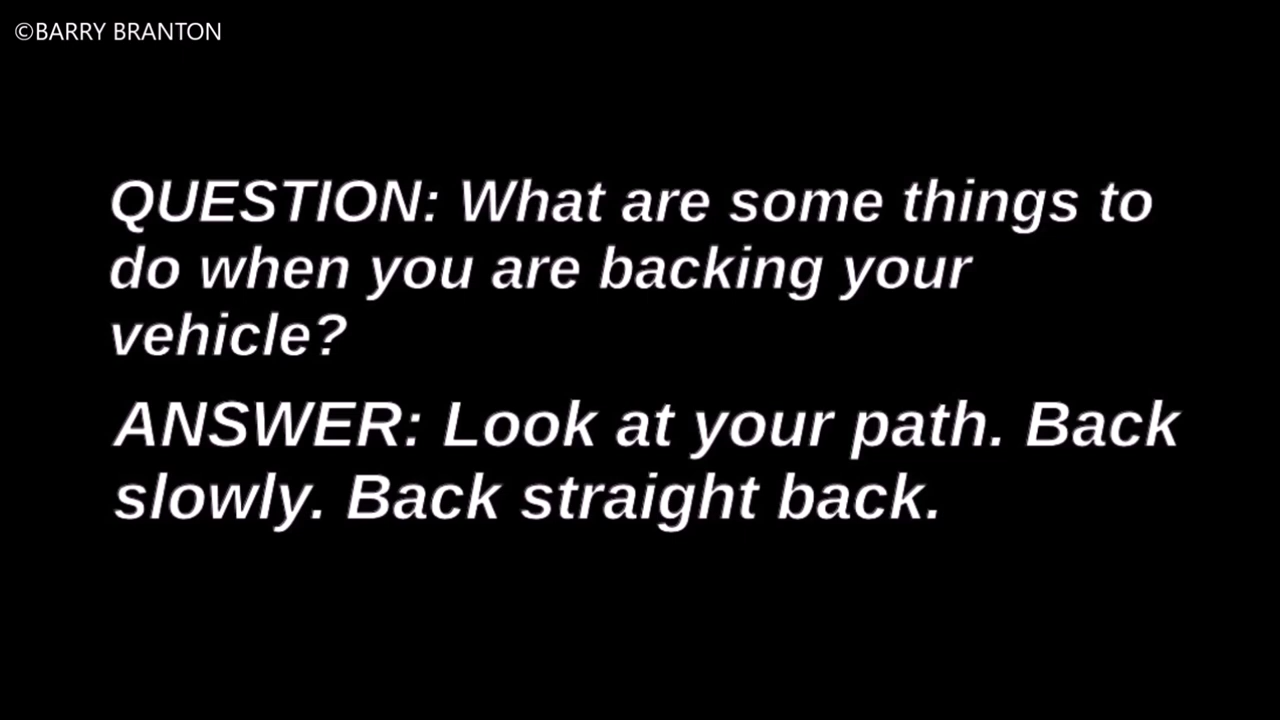 ©BARRY BRANTON
QUESTION: What are some things to
do when you are backing your
vehicle?
ANSWER: Look at your path. Back
slowly. Back straight back.